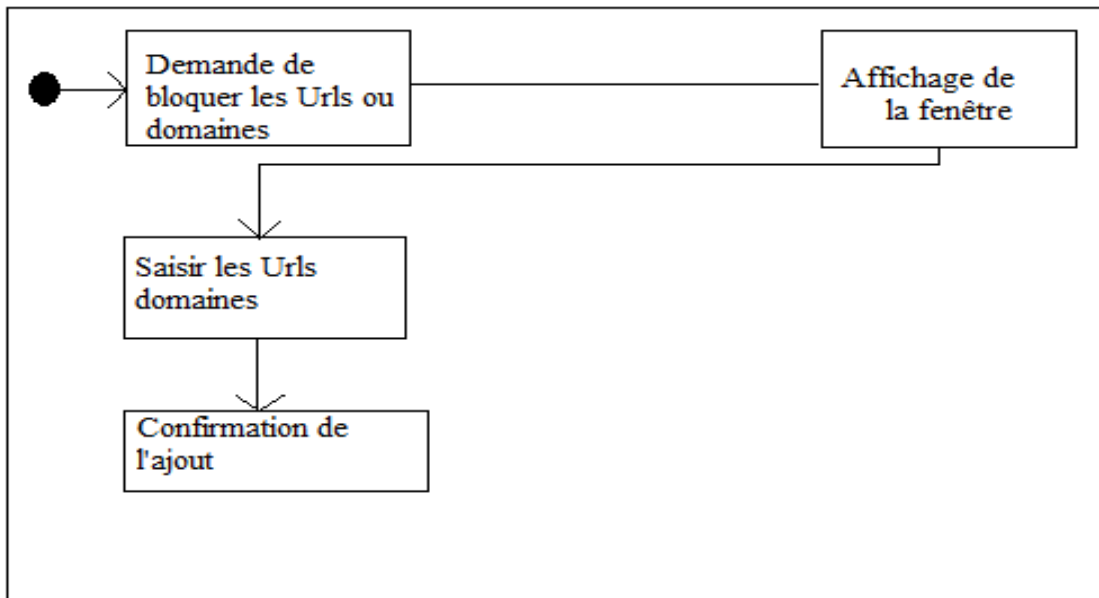 Demande de
bloquer les Urls ou
domaines
Affichage de
la fenêtre
Saisir les Urls
domaines
Confirmation de
l'ajout